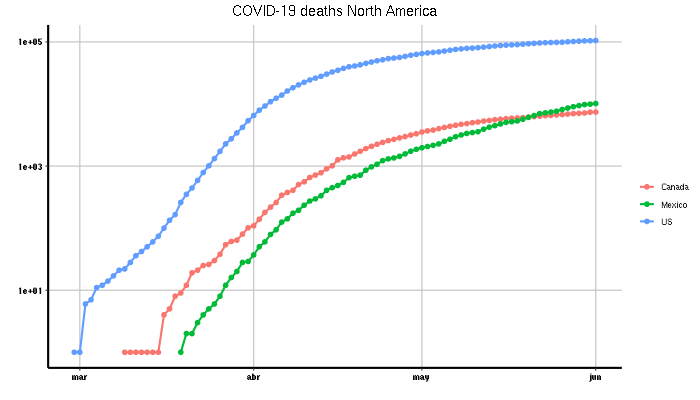 COVID-19 deaths North America
1e+05
1e+03
1e+01
mar abr may jun
Canada
Mexico
US